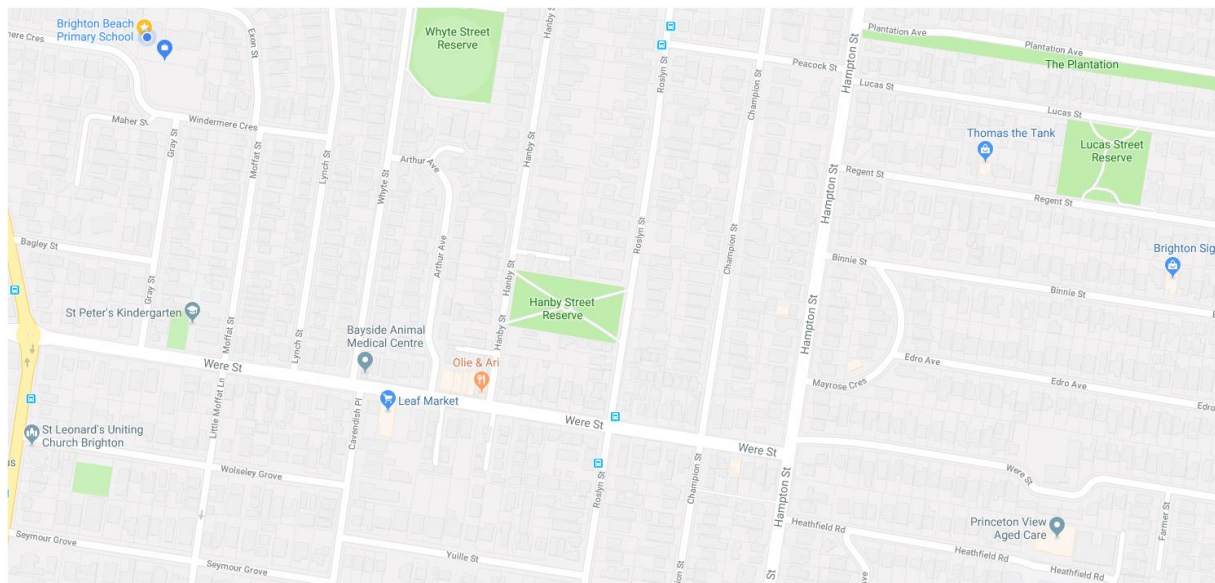 Brighton Beach
Primary School
Exon St
Whyte Street
Reserve
Hanby St
Roslyn St
Hampton St
Plantation Ave
Plantation Ave
The Plantation
Peacock St
Champion St
Lucas St
Lucas St
Windermere Cres
Maher St
Gray St
Moffat St
Lynch St
Whyte St
Arthur Ave
Hanby St
Thomas the Tank
Lucas Street
Reserve
Regent St
Regent St
Hampton St
Bagley St
Arthur Ave
Roslyn St
Champion St
Binnie St
Binnie St
Brighton Sig
Gray St
Hanby St
Hanby Street
Reserve
St Peter's Kindergarten
Moffat St
Lynch St
Bayside Animal
Medical Centre
Hanby St
Hampton St
Were St
Olie & Ari
Edro Ave
Edro Ave
Edro
Mayrose Cres
Little Moffat Ln
Cavendish Pl
Leaf Market
Were St
St Leonard's Uniting
Church Brighton
Were St
Wolseley Grove
Roslyn St
Champion St
Hampton St
Were St
Farmer St
Princeton View
Aged Care
Heathfield Rd
Heathfield Rd
Heathfield Rd
Seymour Grove
Seymour Grove
Yuille St
Champion St